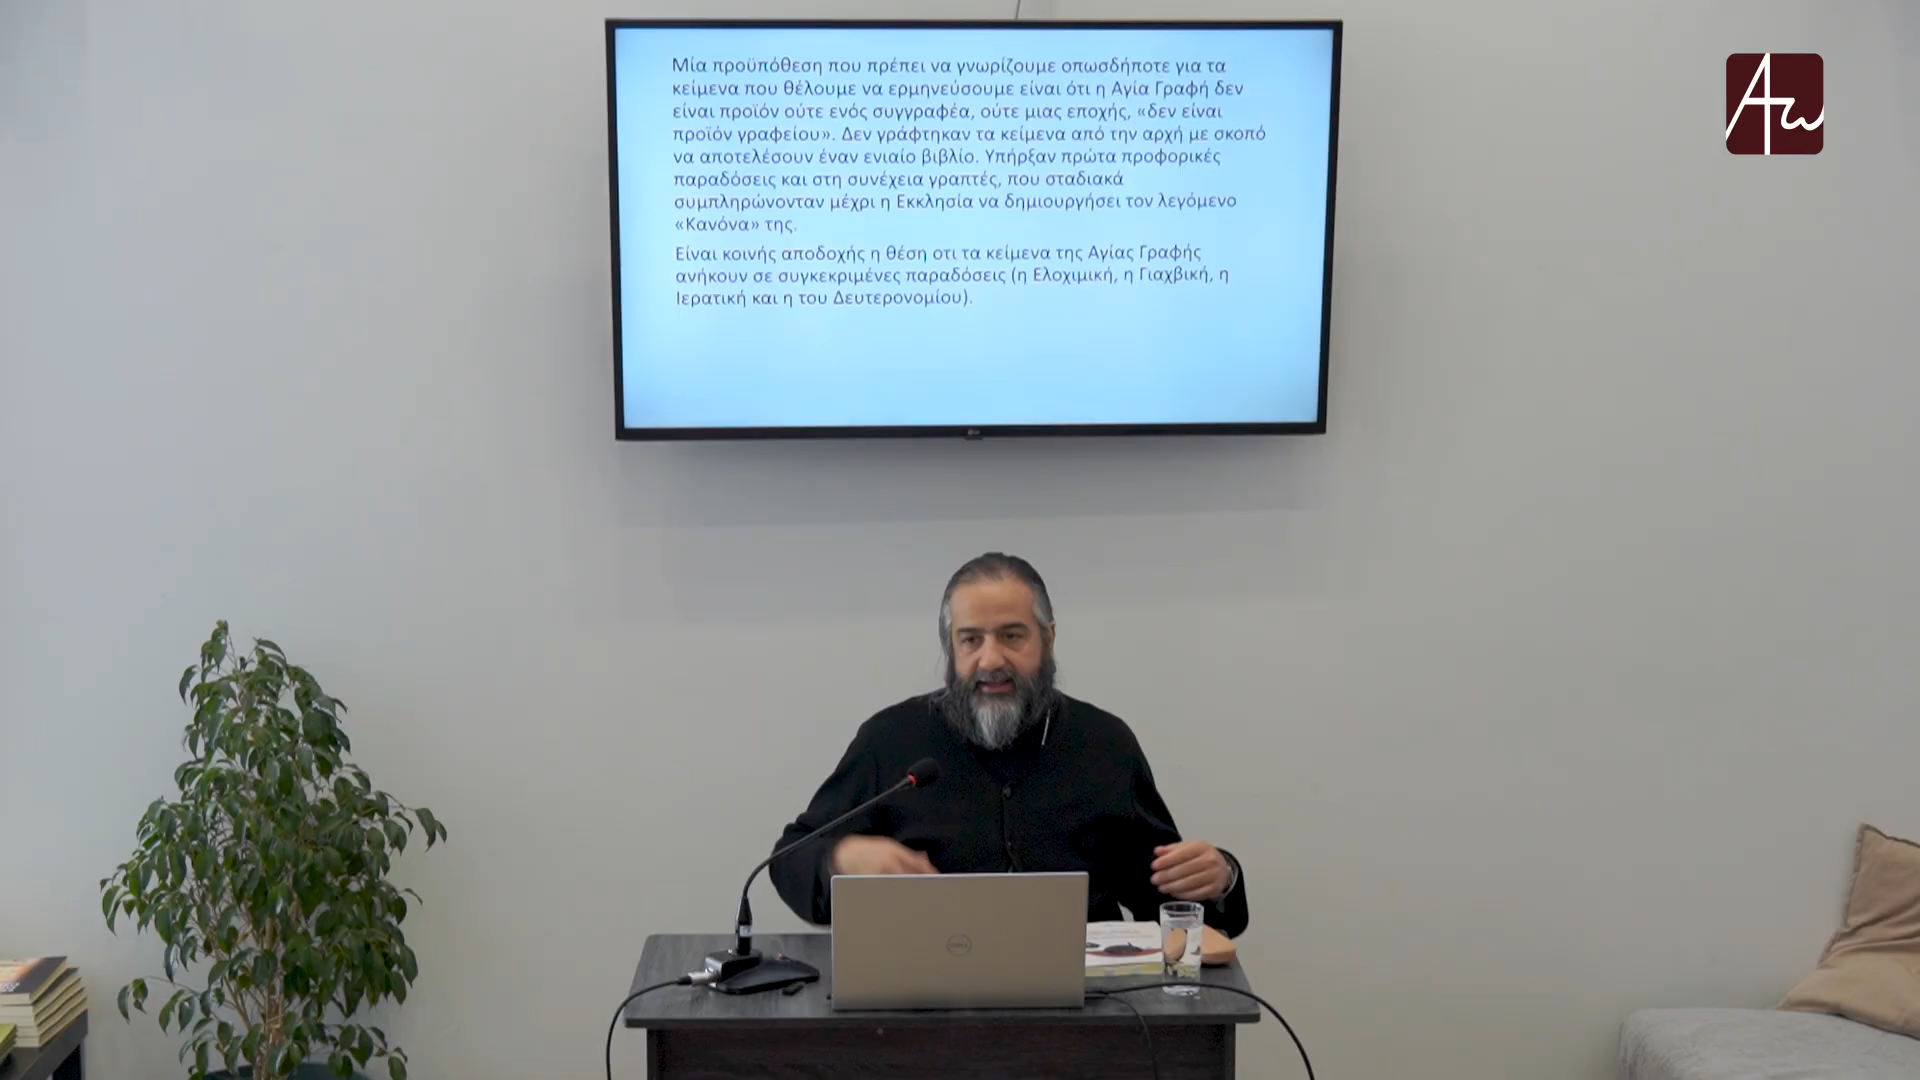 Μία προϋπόθεση που πρέπει να γνωρίζουμε οπωσδήποτε για τα
κείμενα που θέλουμε να ερμηνεύσουμε είναι ότι η Αγία Γραφή δεν
είναι προϊόν ούτε ενός συγγραφέα, ούτε μιας εποχής, «δεν είναι
προϊόν γραφείου». Δεν γράφτηκαν τα κείμενα από την αρχή με σκοπό
να αποτελέσουν έναν ενιαίο βιβλίο. Υπήρξαν πρώτα προφορικές
παραδόσεις και στη συνέχεια γραπτές, που σταδιακά
συμπληρώνονταν μέχρι η Εκκλησία να δημιουργήσει τον λεγόμενο
«Κανόνα» της.
Είναι κοινής αποδοχής η θέση οτι τα κείμενα της Αγίας Γραφής
ανήκουν σε συγκεκριμένες παραδόσεις (η Ελοχιμική, η Γιαχβική, η
Ιερατική και η του Δευτερονομίου).
Aω
DELL